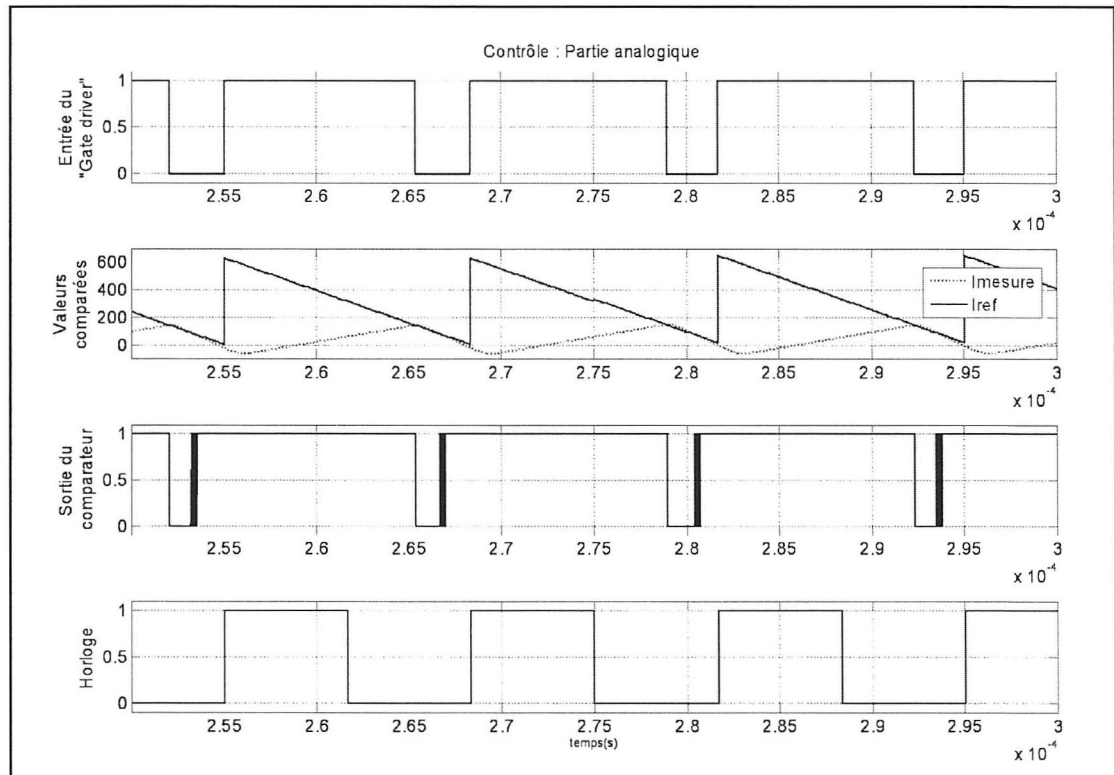 Contrôle : Partie analogique
Entrée du
"Gate driver"
1
0.5
0
2.55 2.6 2.65 2.7 2.75 2.8 2.85 2.9 2.95 3
x 10⁻⁴
Valeurs
comparées
600
400
200
0
Imesure
Iref
2.55 2.6 2.65 2.7 2.75 2.8 2.85 2.9 2.95 3
x 10⁻⁴
Sortie du
comparateur
1
0.5
0
2.55 2.6 2.65 2.7 2.75 2.8 2.85 2.9 2.95 3
x 10⁻⁴
Horloge
1
0.5
0
2.55 2.6 2.65 2.7 2.75 2.8 2.85 2.9 2.95 3
temps(s)
x 10⁻⁴